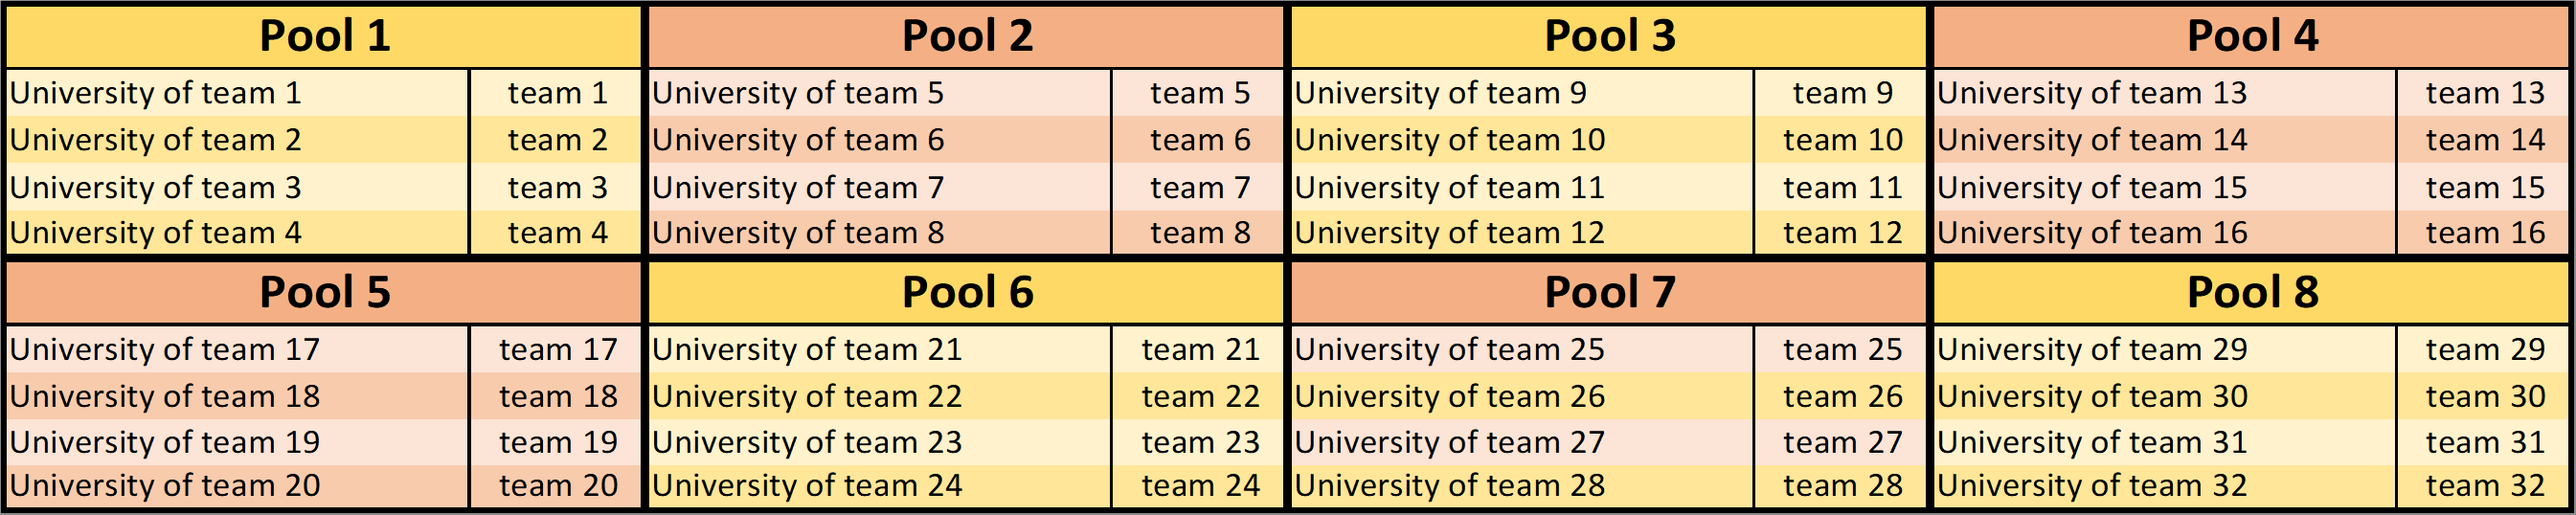 Pool 1 Pool 2 Pool 3 Pool 4
University of team 1 team 1 University of team 5 team 5 University of team 9 team 9 University of team 13 team 13
University of team 2 team 2 University of team 6 team 6 University of team 10 team 10 University of team 14 team 14
University of team 3 team 3 University of team 7 team 7 University of team 11 team 11 University of team 15 team 15
University of team 4 team 4 University of team 8 team 8 University of team 12 team 12 University of team 16 team 16
Pool 5 Pool 6 Pool 7 Pool 8
University of team 17 team 17 University of team 21 team 21 University of team 25 team 25 University of team 29 team 29
University of team 18 team 18 University of team 22 team 22 University of team 26 team 26 University of team 30 team 30
University of team 19 team 19 University of team 23 team 23 University of team 27 team 27 University of team 31 team 31
University of team 20 team 20 University of team 24 team 24 University of team 28 team 28 University of team 32 team 32